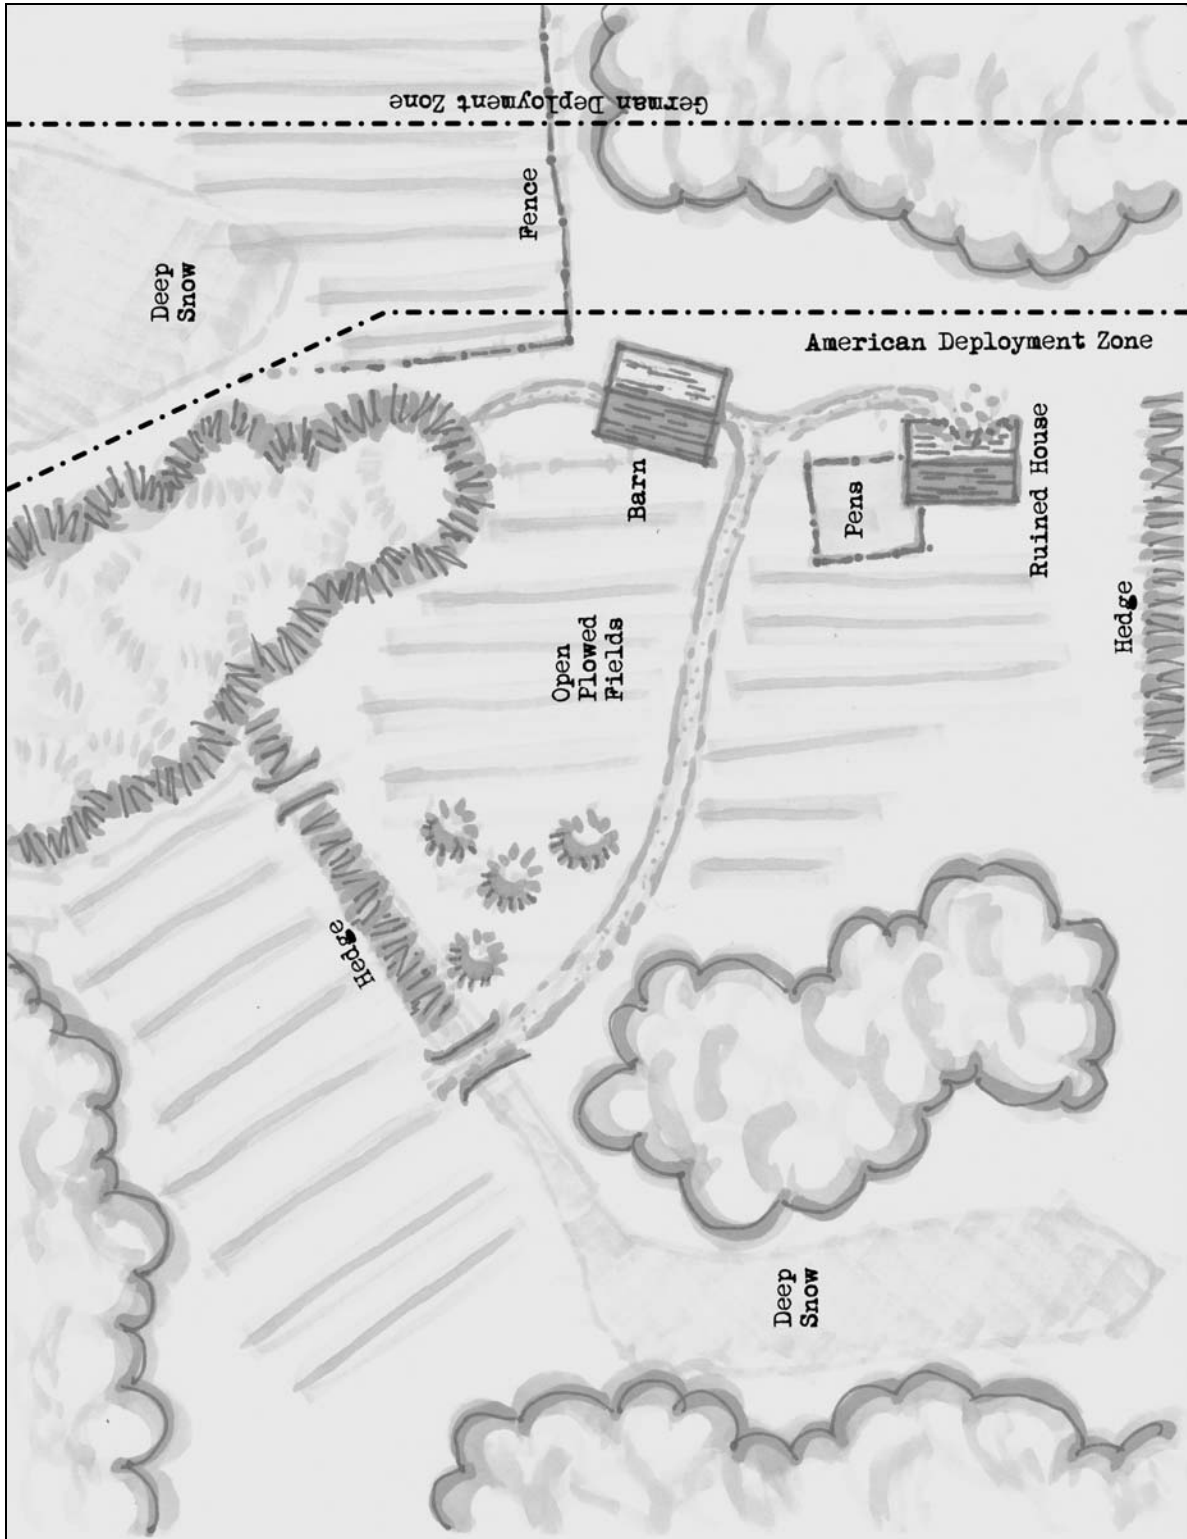 German Deployment Zone
Fence
Deep
Snow
American Deployment Zone
Barn
Pens
Ruined House
Hedge
Open
Plowed
Fields
Hedge
Deep
Snow